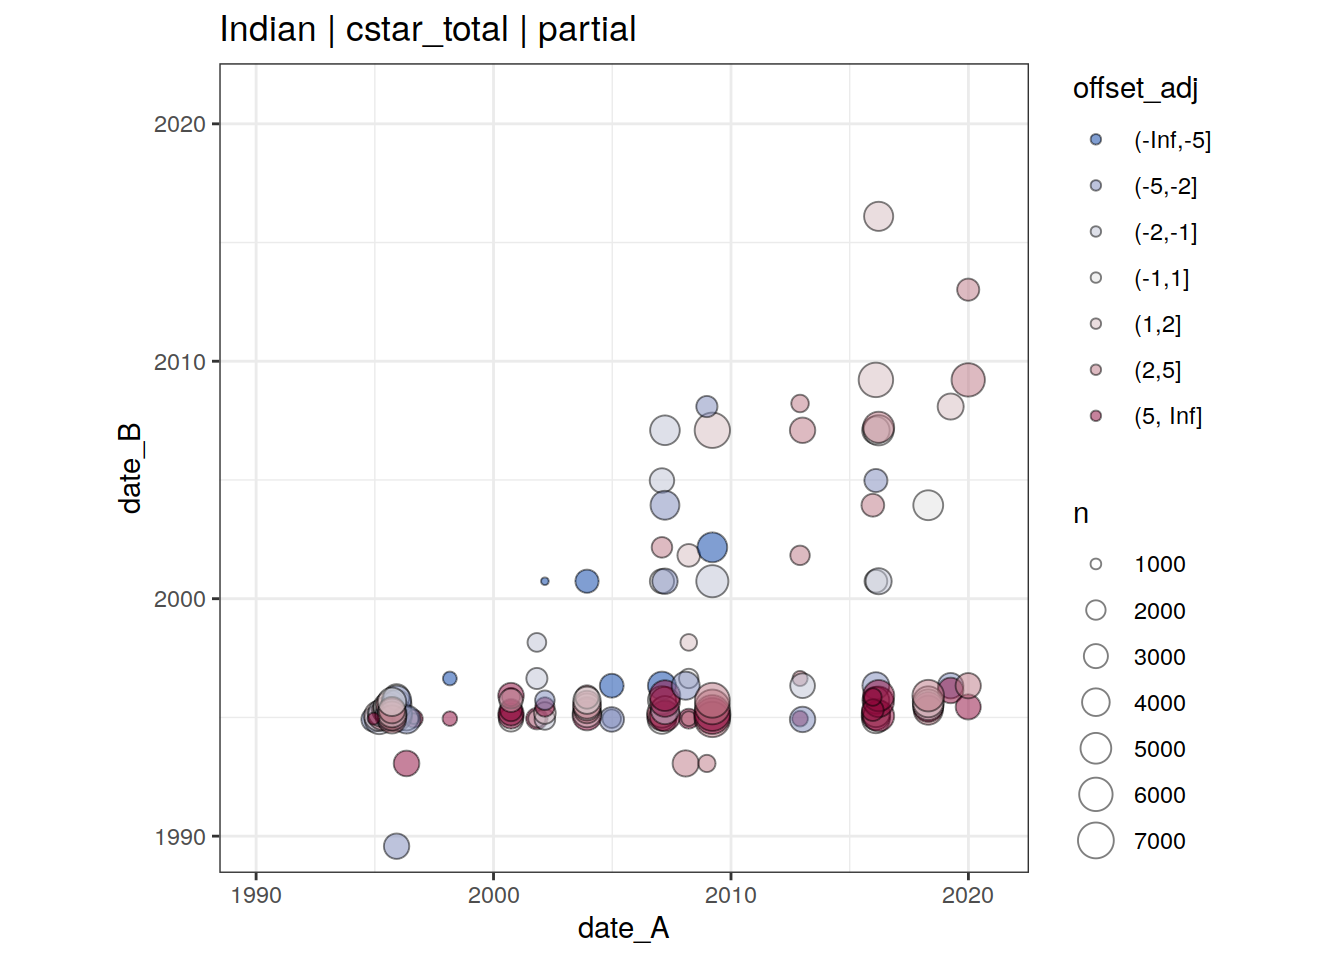 Indian | cstar_total | partial
2020
2010
2000
1990
date_B
1990
2000
2010
2020
date_A
offset_adj
(-Inf,-5]
(-5,-2]
(-2,-1]
(-1,1]
(1,2]
(2,5]
(5, Inf]
n
1000
2000
3000
4000
5000
6000
7000